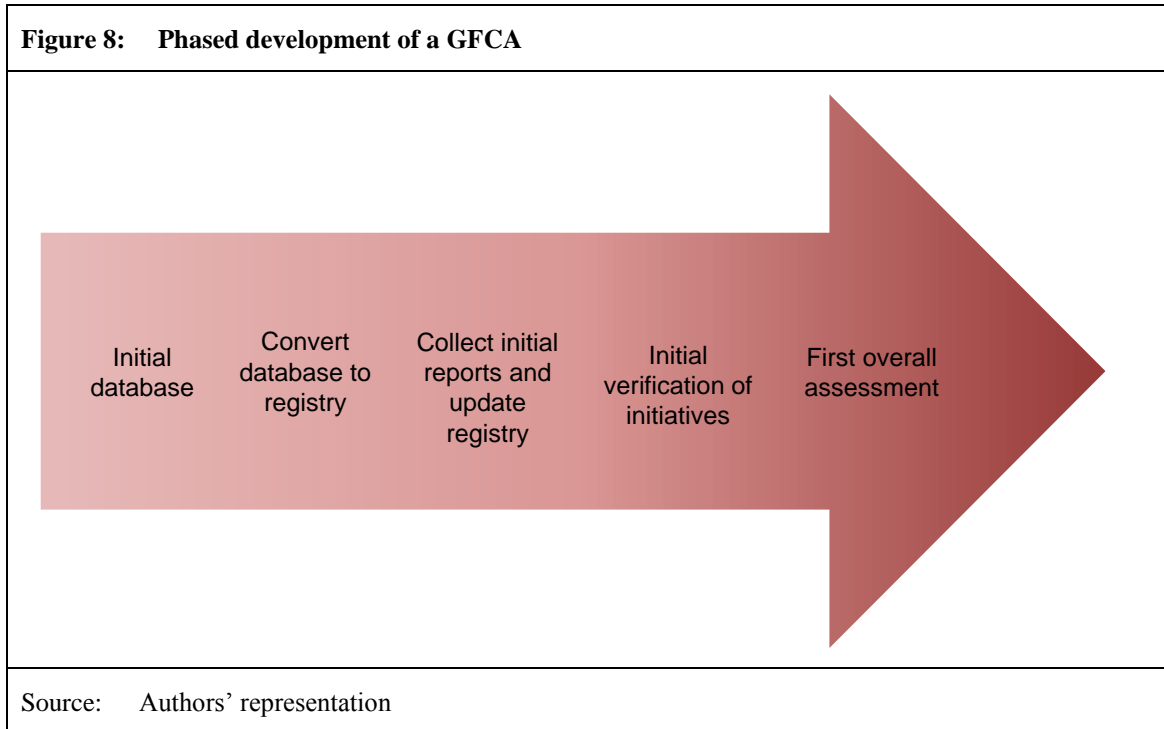 Figure 8: Phased development of a GFCA
Initial
database
Convert
database to
registry
Collect initial
reports and
update
registry
Initial
verification of
initiatives
First overall
assessment
Source: Authors’ representation